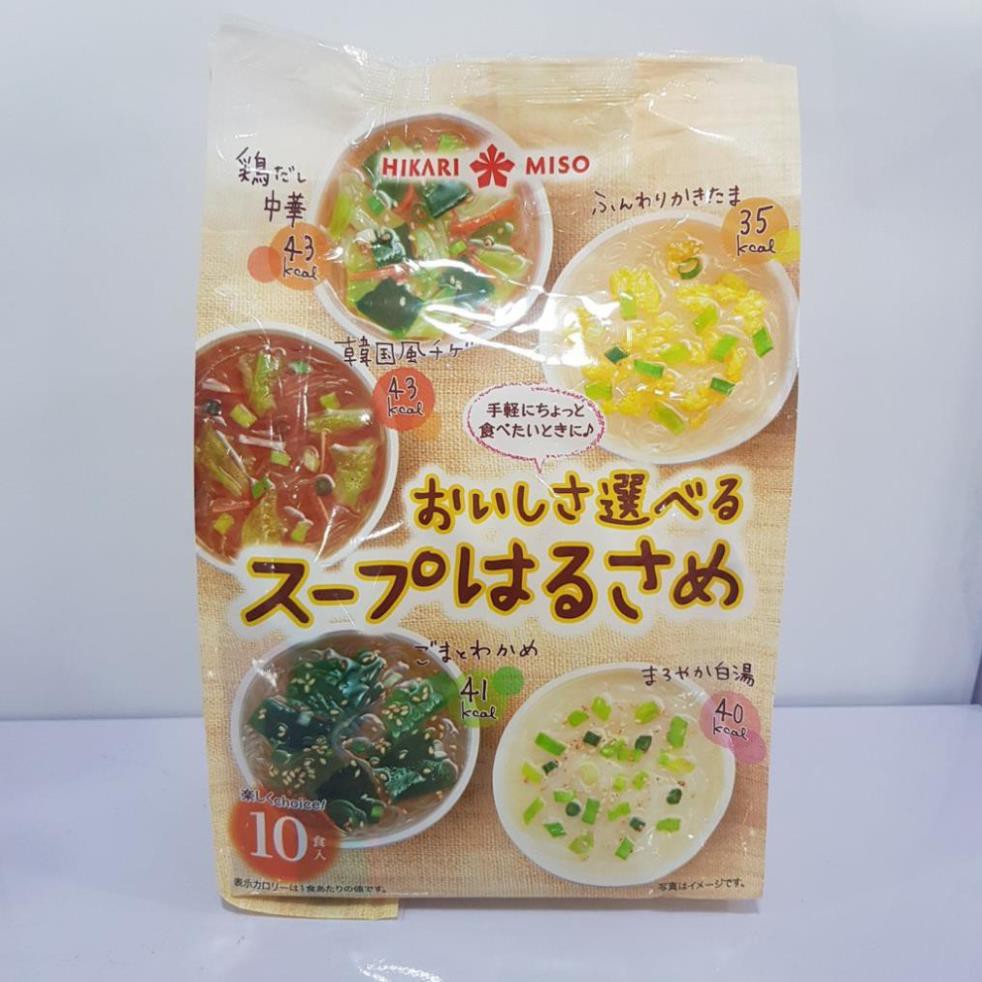 HIKARI MISO
鶏だし
中華
43
kcal
ふんわりかきたま
35
kcal
韓国風チゲ
43
kcal
手軽にちょっと
食べたいときに♪
おいしさ選べる
スープはるさめ
ごまとわかめ
41
kcal
まろやか白湯
40
kcal
楽しくchoice!
10食入
表示カロリーは1食あたりの値です。
写真はイメージです。